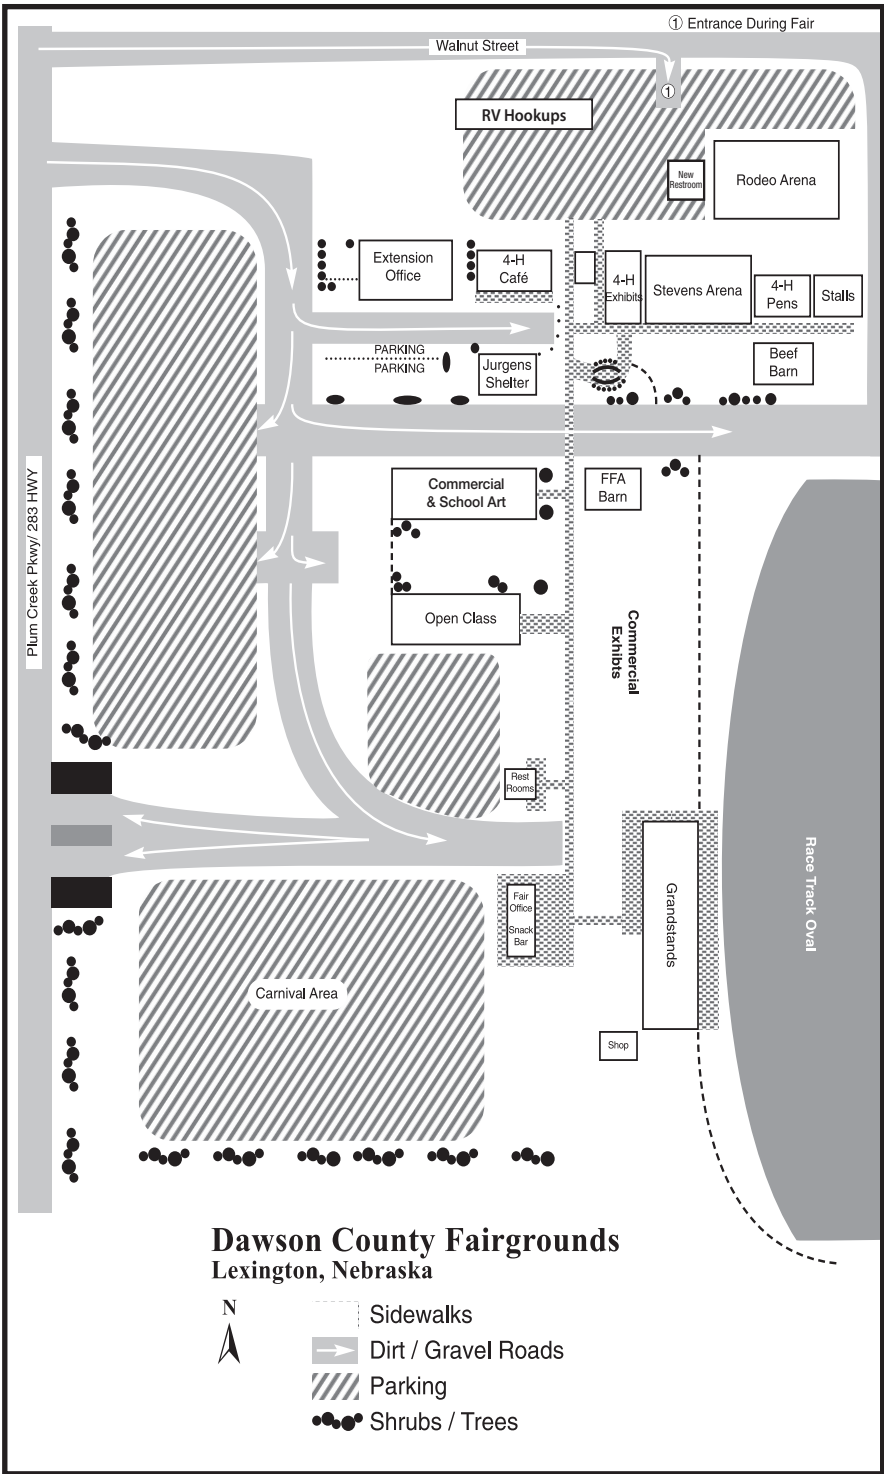 ① Entrance During Fair
Walnut Street
①
RV Hookups
New
Restroom
Rodeo Arena
Extension
Office
4-H
Café
4-H
Exhibits
Stevens Arena
4-H
Pens
Stalls
PARKING
PARKING
Jurgens
Shelter
Beef
Barn
Plum Creek Pkwy/ 283 HWY
Commercial
& School Art
FFA
Barn
Open Class
Commercial
Exhibts
Rest
Rooms
Race Track Oval
Grandstands
Fair
Office
Snack
Bar
Carnival Area
Shop
Dawson County Fairgrounds
Lexington, Nebraska
N
Sidewalks
Dirt / Gravel Roads
Parking
Shrubs / Trees